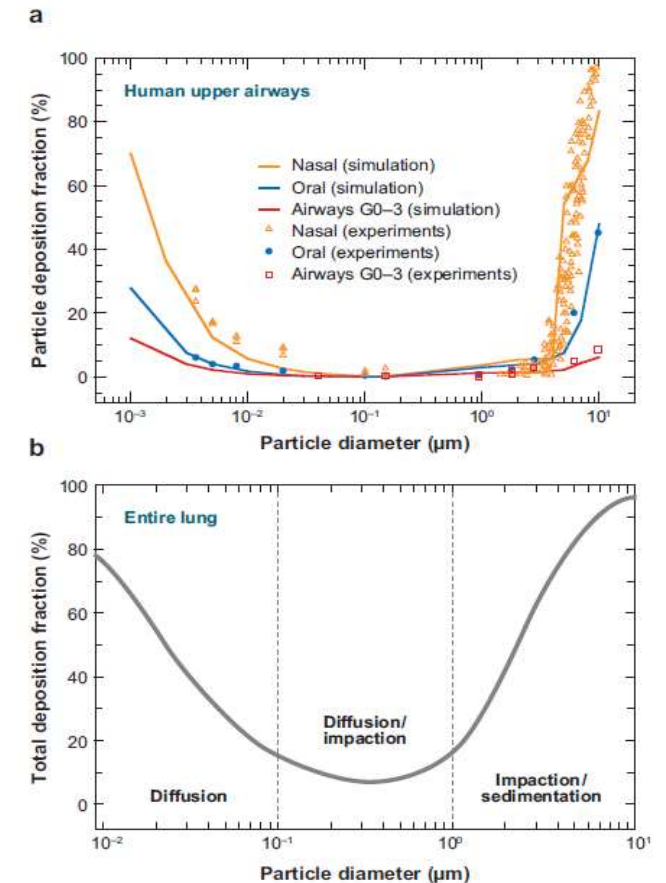 a
100
80
60
40
20
0
Particle deposition fraction (%)
Human upper airways
Nasal (simulation)
Oral (simulation)
Airways G0–3 (simulation)
Nasal (experiments)
Oral (experiments)
Airways G0–3 (experiments)
10⁻³ 10⁻² 10⁻¹ 10⁰ 10¹
Particle diameter (µm)
b
100
80
60
40
20
0
Total deposition fraction (%)
Entire lung
Diffusion/
impaction
Diffusion
Impaction/
sedimentation
10⁻² 10⁻¹ 10⁰ 10¹
Particle diameter (µm)